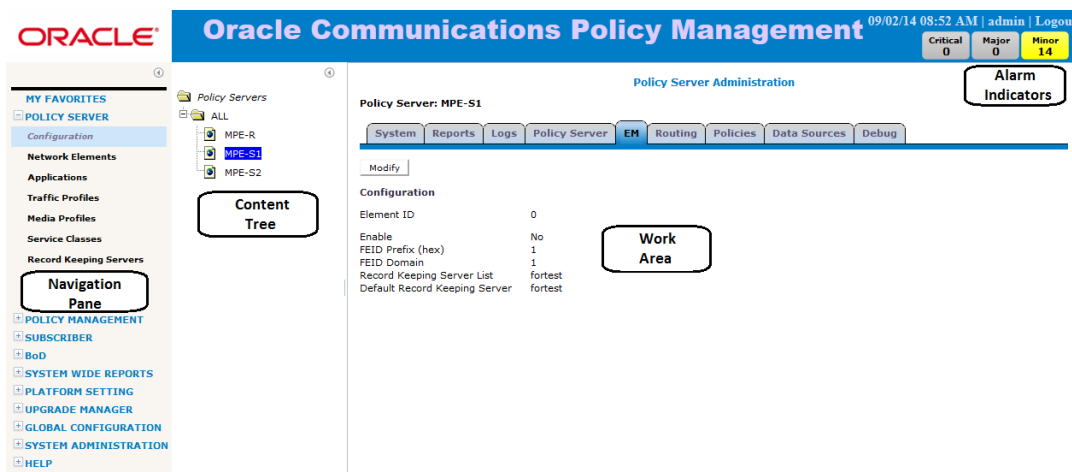 ORACLE®
Oracle Communications Policy Management
09/02/14 08:52 AM | admin | Logou
Critical
0
Major
0
Minor
14
Alarm
Indicators
MY FAVORITES
POLICY SERVER
Configuration
Network Elements
Applications
Traffic Profiles
Media Profiles
Service Classes
Record Keeping Servers
Navigation
Pane
POLICY MANAGEMENT
SUBSCRIBER
BoD
SYSTEM WIDE REPORTS
PLATFORM SETTING
UPGRADE MANAGER
GLOBAL CONFIGURATION
SYSTEM ADMINISTRATION
HELP
Policy Servers
ALL
MPE-R
MPE-S1
MPE-S2
Content
Tree
Policy Server Administration
Policy Server: MPE-S1
System Reports Logs Policy Server EM Routing Policies Data Sources Debug
Modify
Configuration
Element ID 0
Enable No
FEID Prefix (hex) 1
FEID Domain 1
Record Keeping Server List fortest
Default Record Keeping Server fortest
Work
Area